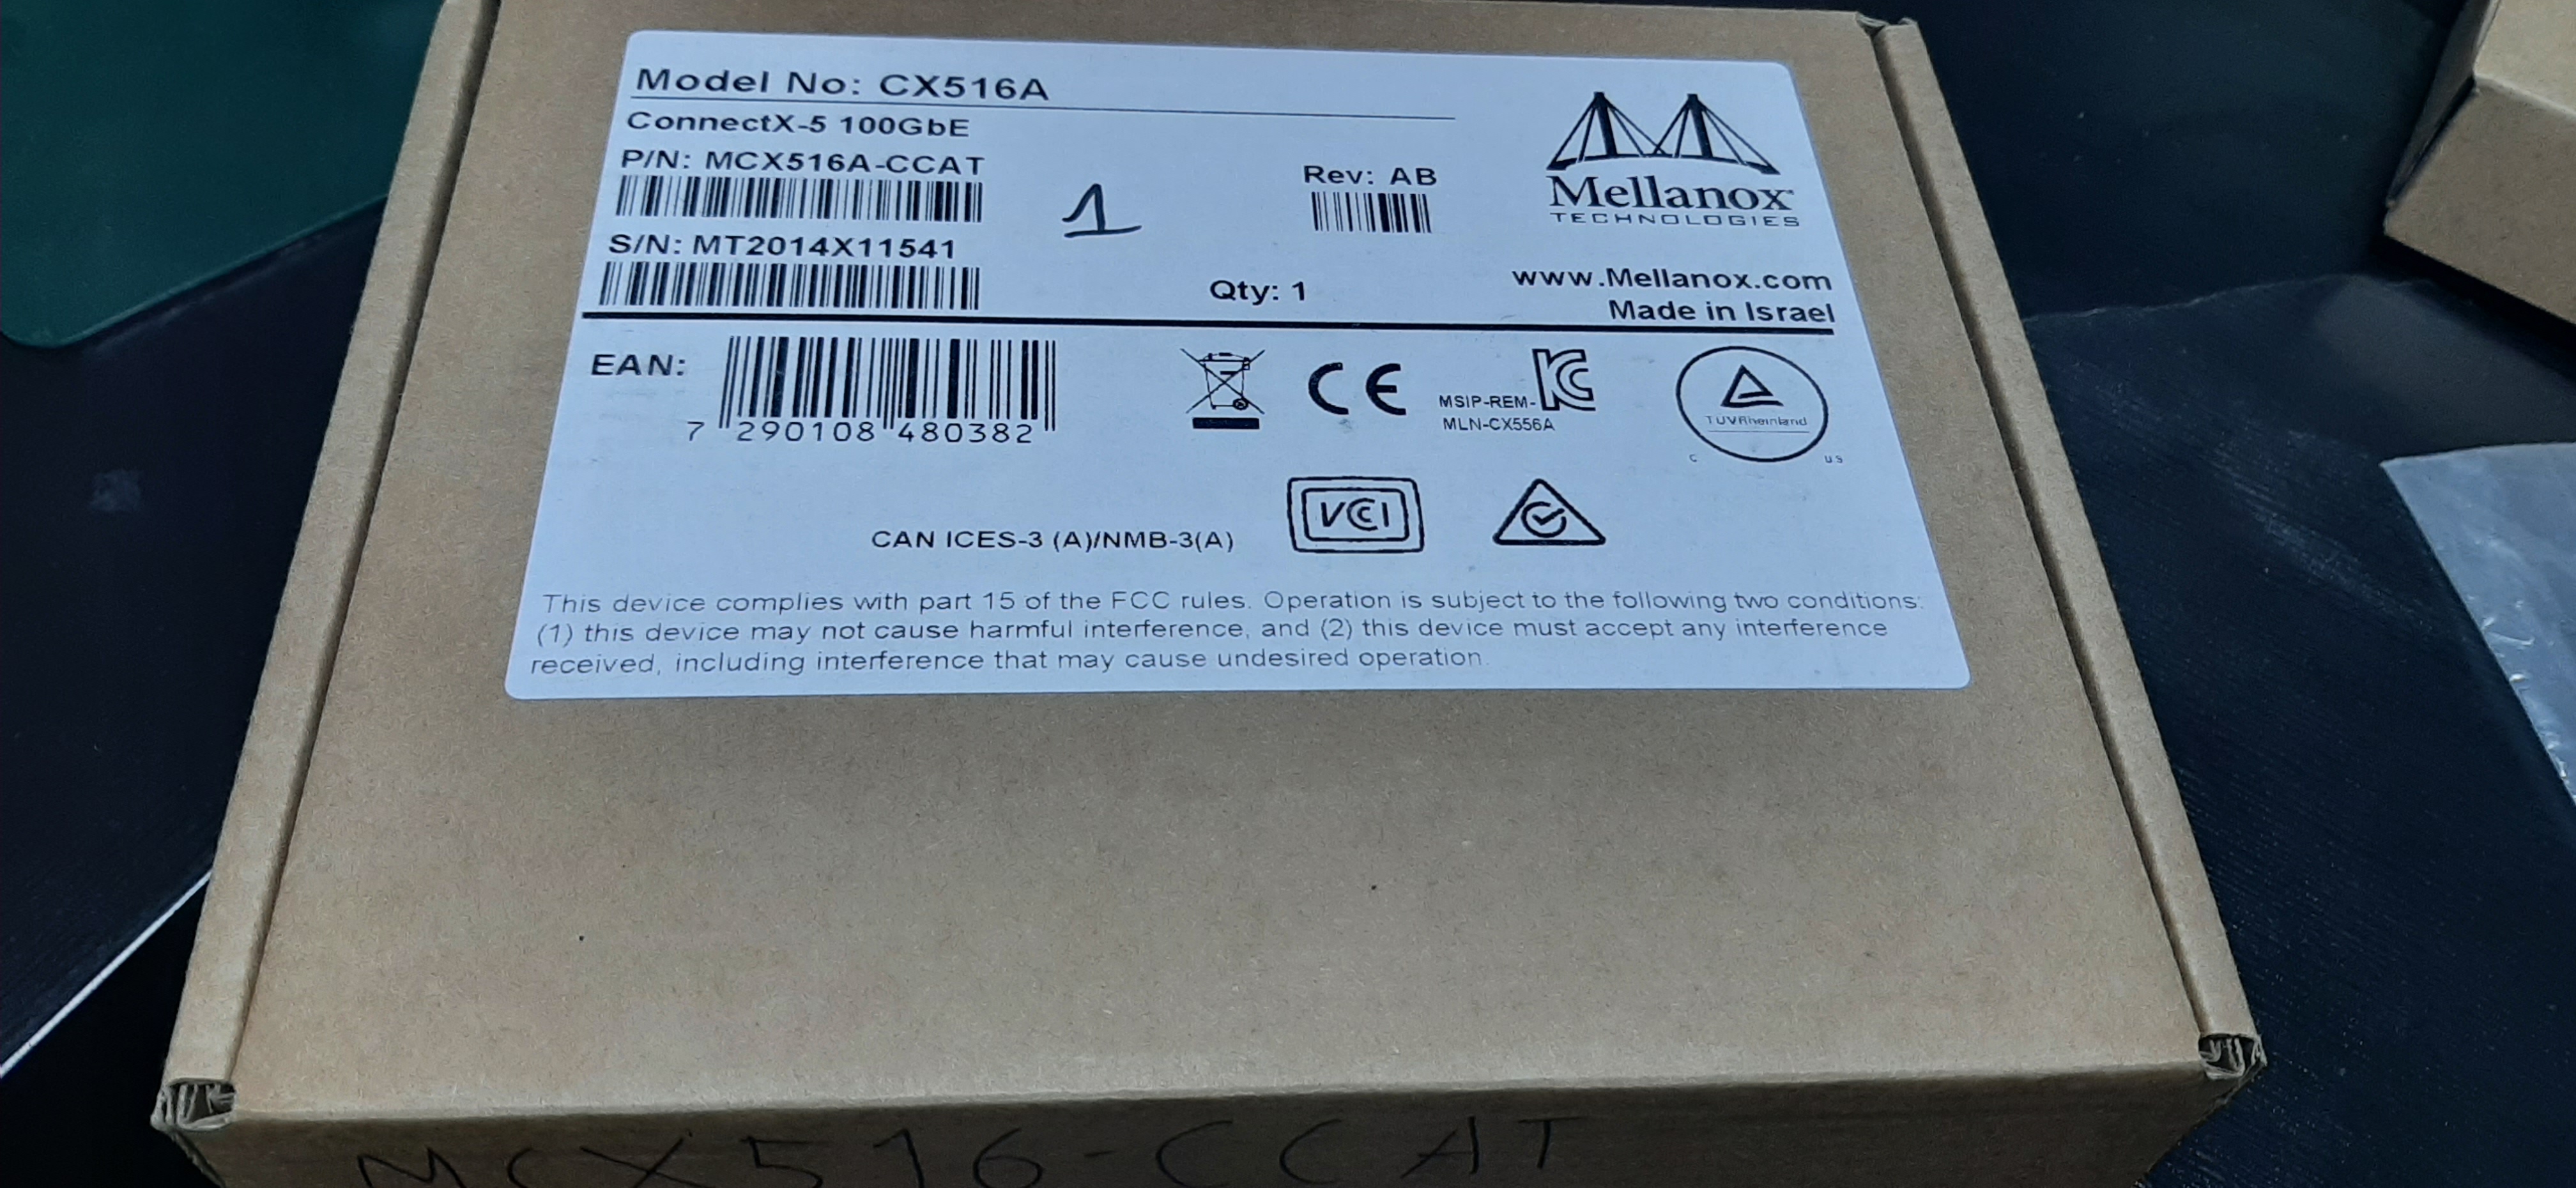 Model No: CX516A
ConnectX-5 100GbE
P/N: MCX516A-CCAT
1
Rev: AB
Mellanox
TECHNOLOGIES
S/N: MT2014X11541
Qty: 1
www.Mellanox.com
Made in Israel
EAN:
7 290108 480382
CE
MSIP-REM-
MLN-CX556A
KC
TÜVRheinland
C US
CAN ICES-3 (A)/NMB-3(A)
VCCI
This device complies with part 15 of the FCC rules. Operation is subject to the following two conditions:
(1) this device may not cause harmful interference, and (2) this device must accept any interference
received, including interference that may cause undesired operation.
MCX516-CCAT